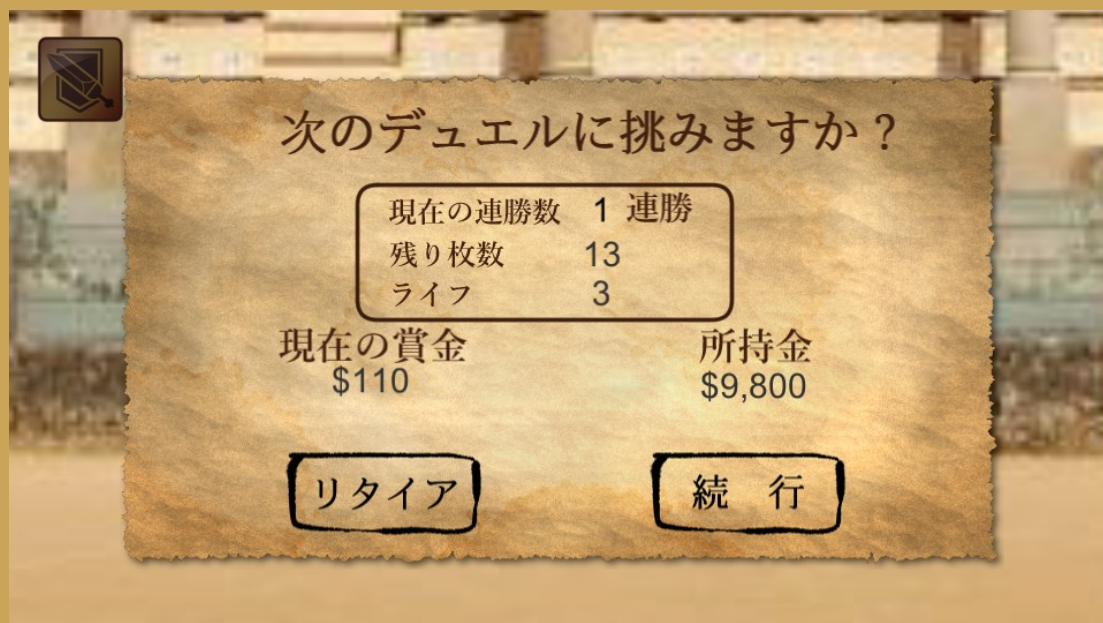 次のデュエルに挑みますか？
現在の連勝数 1 連勝
残り枚数 13
ライフ 3
現在の賞金 所持金
$110 $9,800
リタイア 続 行